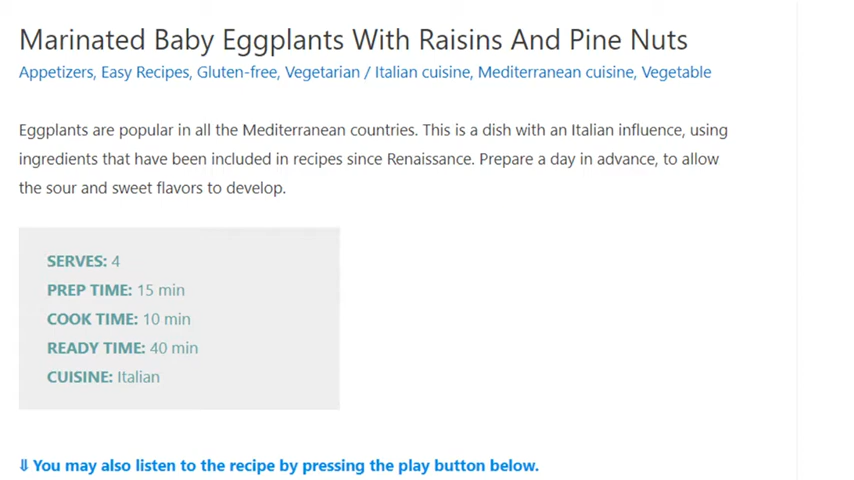 Marinated Baby Eggplants With Raisins And Pine Nuts
Appetizers, Easy Recipes, Gluten-free, Vegetarian / Italian cuisine, Mediterranean cuisine, Vegetable
Eggplants are popular in all the Mediterranean countries. This is a dish with an Italian influence, using
ingredients that have been included in recipes since Renaissance. Prepare a day in advance, to allow
the sour and sweet flavors to develop.
SERVES: 4
PREP TIME: 15 min
COOK TIME: 10 min
READY TIME: 40 min
CUISINE: Italian
⇓ You may also listen to the recipe by pressing the play button below.